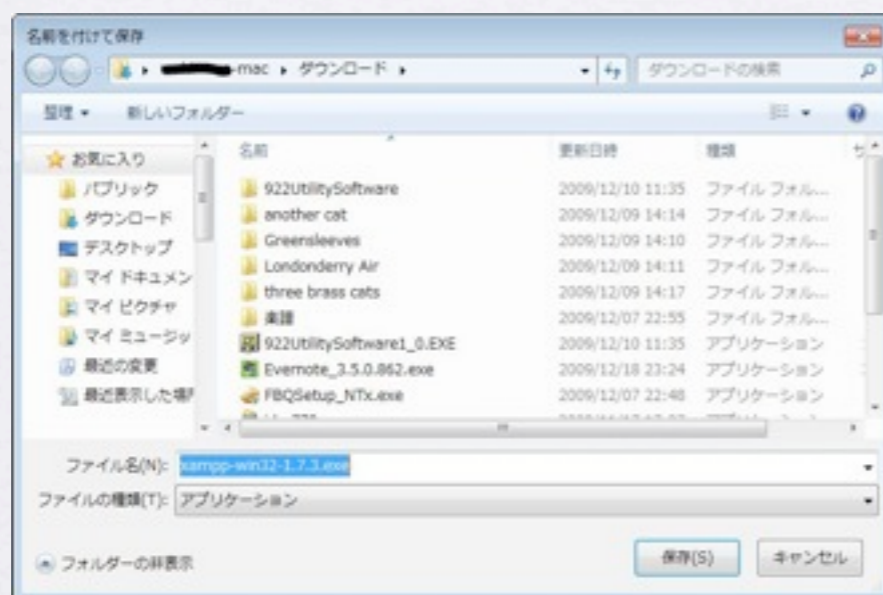 名前を付けて保存
-mac ▸ ダウンロード ▸
ダウンロードの検索
整理 ▾ 新しいフォルダー
お気に入り
パブリック
ダウンロード
デスクトップ
マイ ドキュメン
マイ ピクチャ
マイ ミュージッ
最近の変更
最近表示した場所
名前 更新日時 種類 サ
922UtilitySoftware 2009/12/10 11:35 ファイル フォル...
another cat 2009/12/09 14:14 ファイル フォル...
Greensleeves 2009/12/09 14:10 ファイル フォル...
Londonderry Air 2009/12/09 14:11 ファイル フォル...
three brass cats 2009/12/09 14:17 ファイル フォル...
楽譜 2009/12/07 22:55 ファイル フォル...
922UtilitySoftware1_0.EXE 2009/12/10 11:35 アプリケーション
Evernote_3.5.0.862.exe 2009/12/18 23:24 アプリケーション
FBQSetup_NTx.exe 2009/12/07 22:48 アプリケーション
ファイル名(N): xampp-win32-1.7.3.exe
ファイルの種類(T): アプリケーション
フォルダーの非表示
保存(S) キャンセル